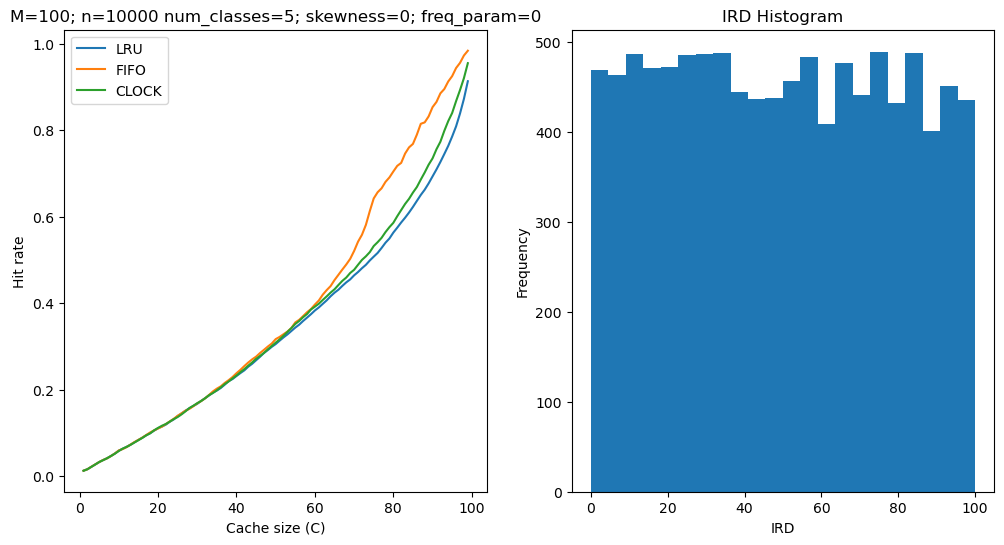 M=100; n=10000 num_classes=5; skewness=0; freq_param=0
LRU
FIFO
CLOCK
1.0
0.8
0.6
0.4
0.2
0.0
Hit rate
0 20 40 60 80 100
Cache size (C)
IRD Histogram
500
400
300
200
100
0
Frequency
0 20 40 60 80 100
IRD